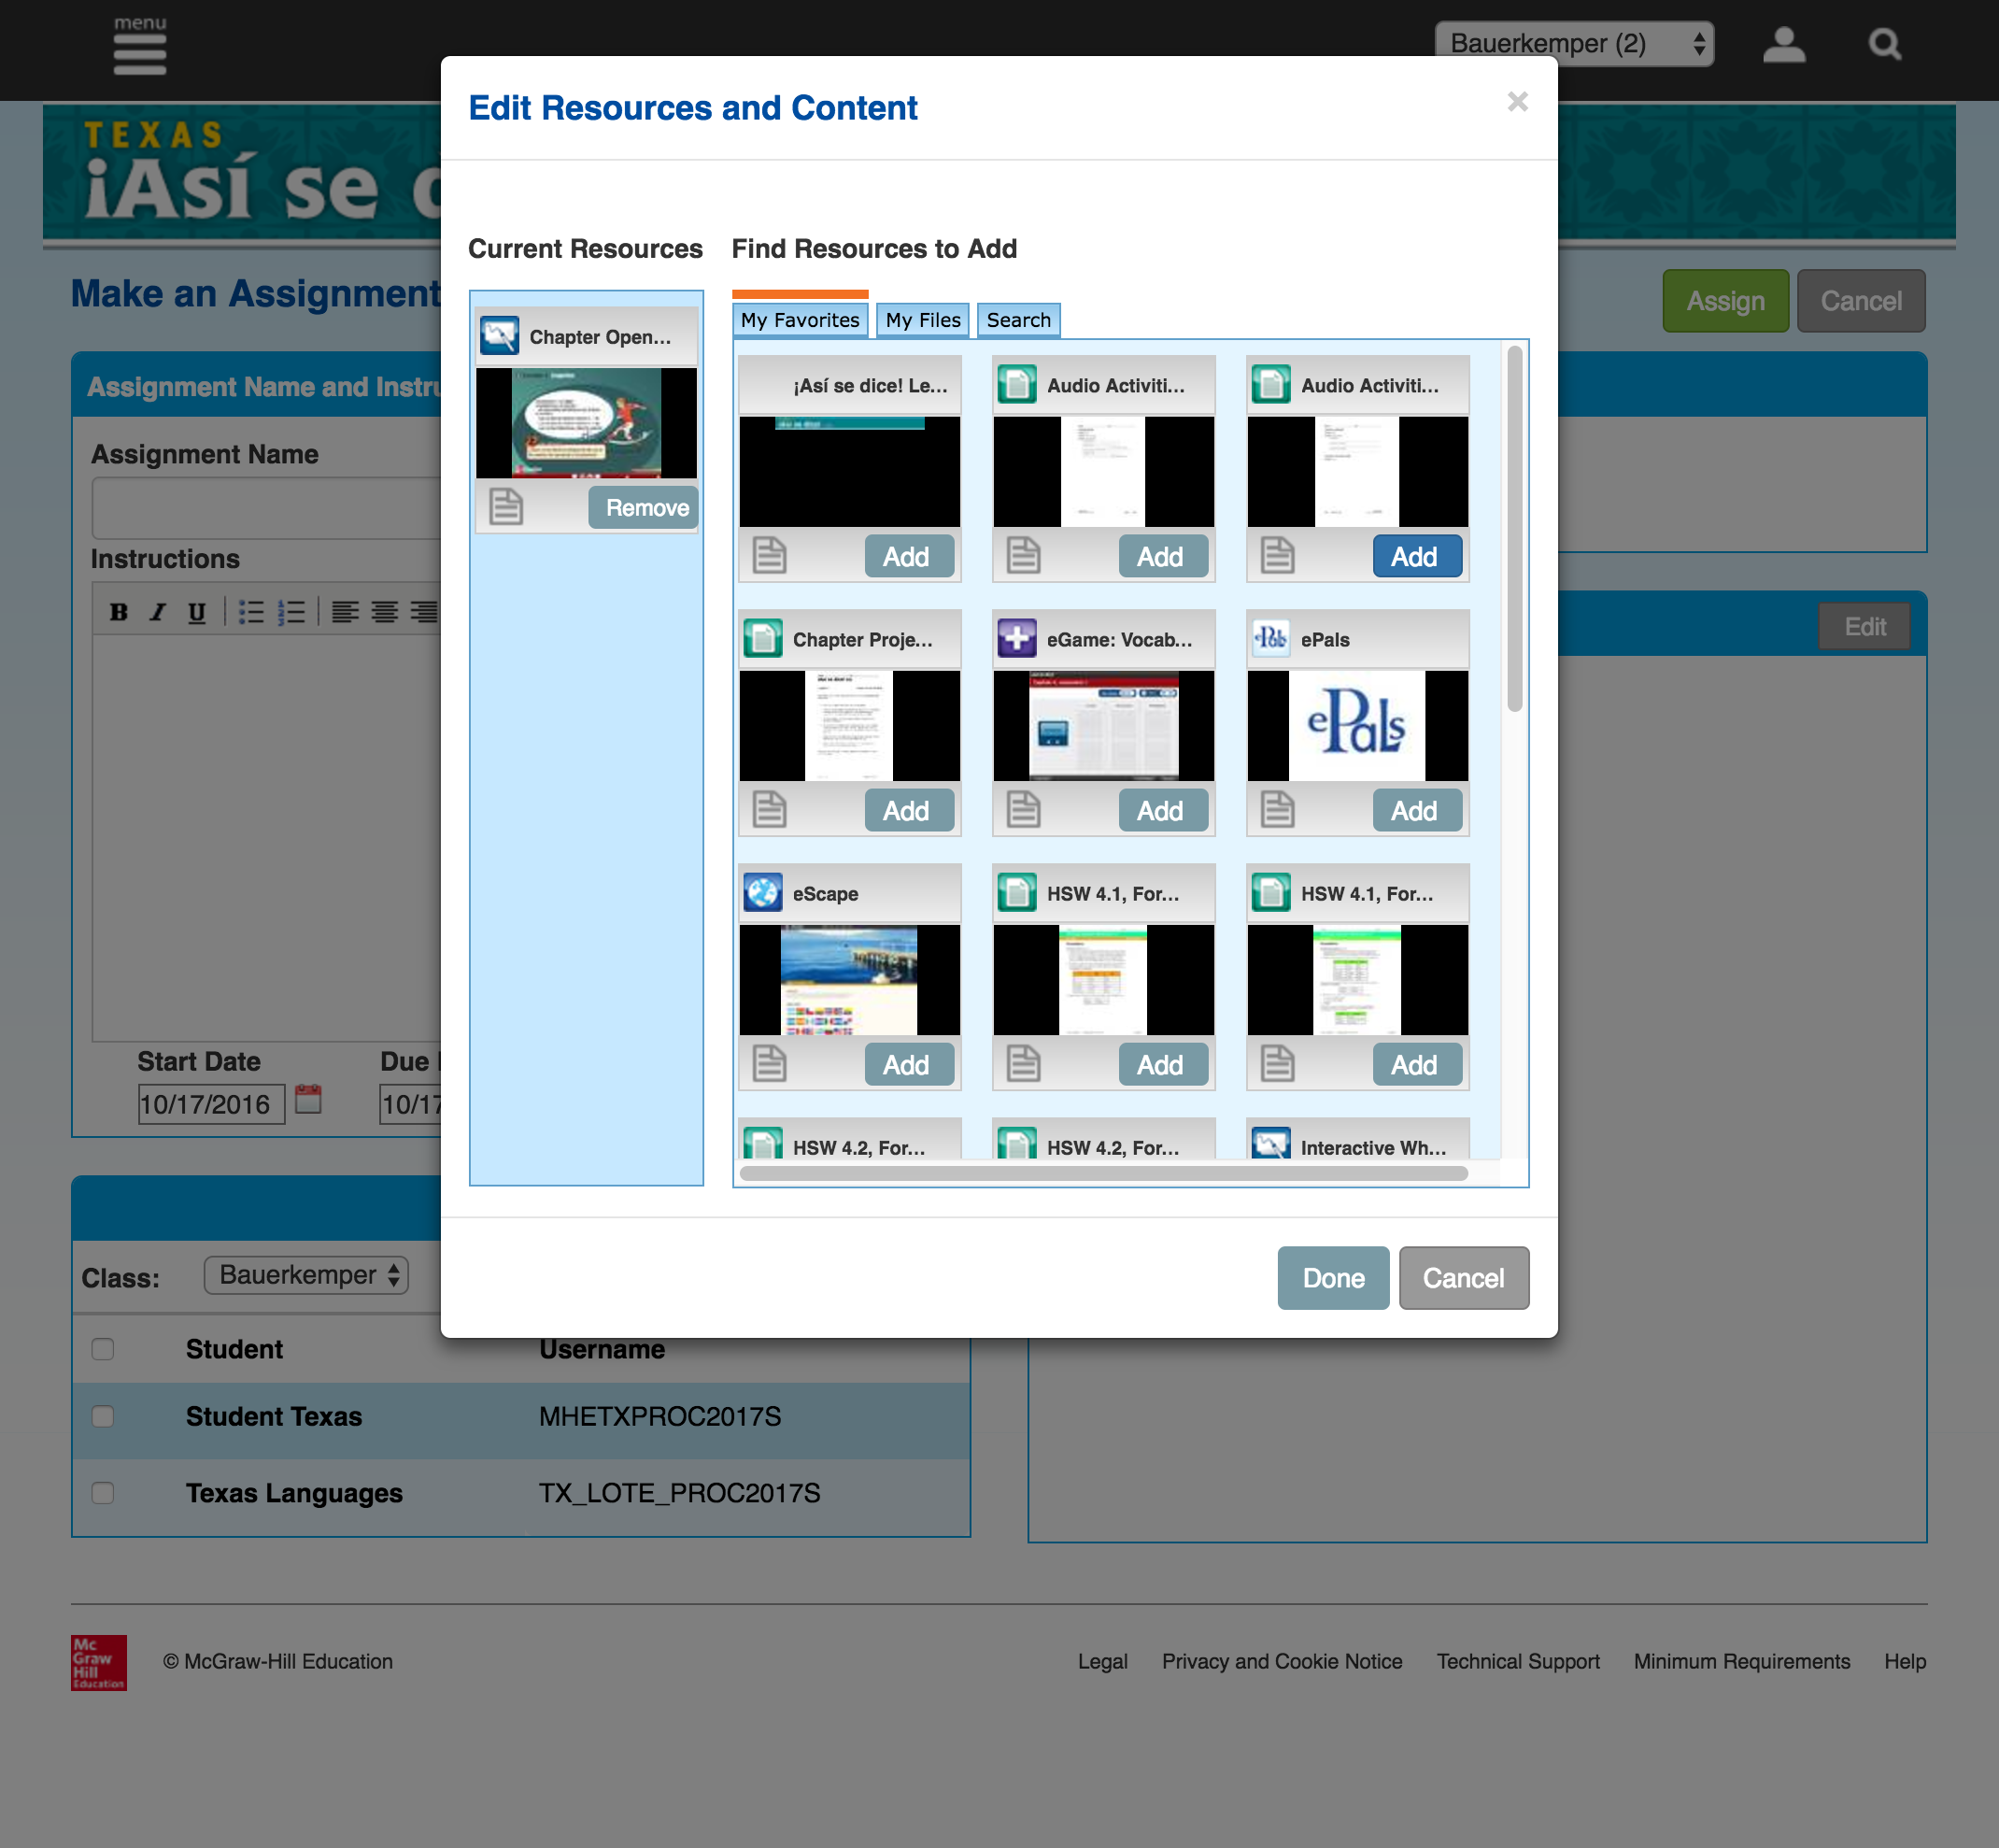 menu
Bauerkemper (2)
TEXAS
¡Así se
Make an Assignment
Assign
Cancel
Assignment Name and Instru
Assignment Name
Instructions
B I U
Edit
Start Date
Due
10/17/2016
10/17
Class:
Bauerkemper
Student
Username
Student Texas
MHETXPROC2017S
Texas Languages
TX_LOTE_PROC2017S
Edit Resources and Content
×
Current Resources
Find Resources to Add
Chapter Open...
Remove
My Favorites
My Files
Search
¡Así se dice! Le...
Audio Activiti...
Audio Activiti...
Add
Add
Add
Chapter Proje...
eGame: Vocab...
ePals
ePals
ePals
Add
Add
Add
eScape
HSW 4.1, For...
HSW 4.1, For...
Add
Add
Add
HSW 4.2, For...
HSW 4.2, For...
Interactive Wh...
Done
Cancel
Mc
Graw
Hill
Education
© McGraw-Hill Education
Legal
Privacy and Cookie Notice
Technical Support
Minimum Requirements
Help